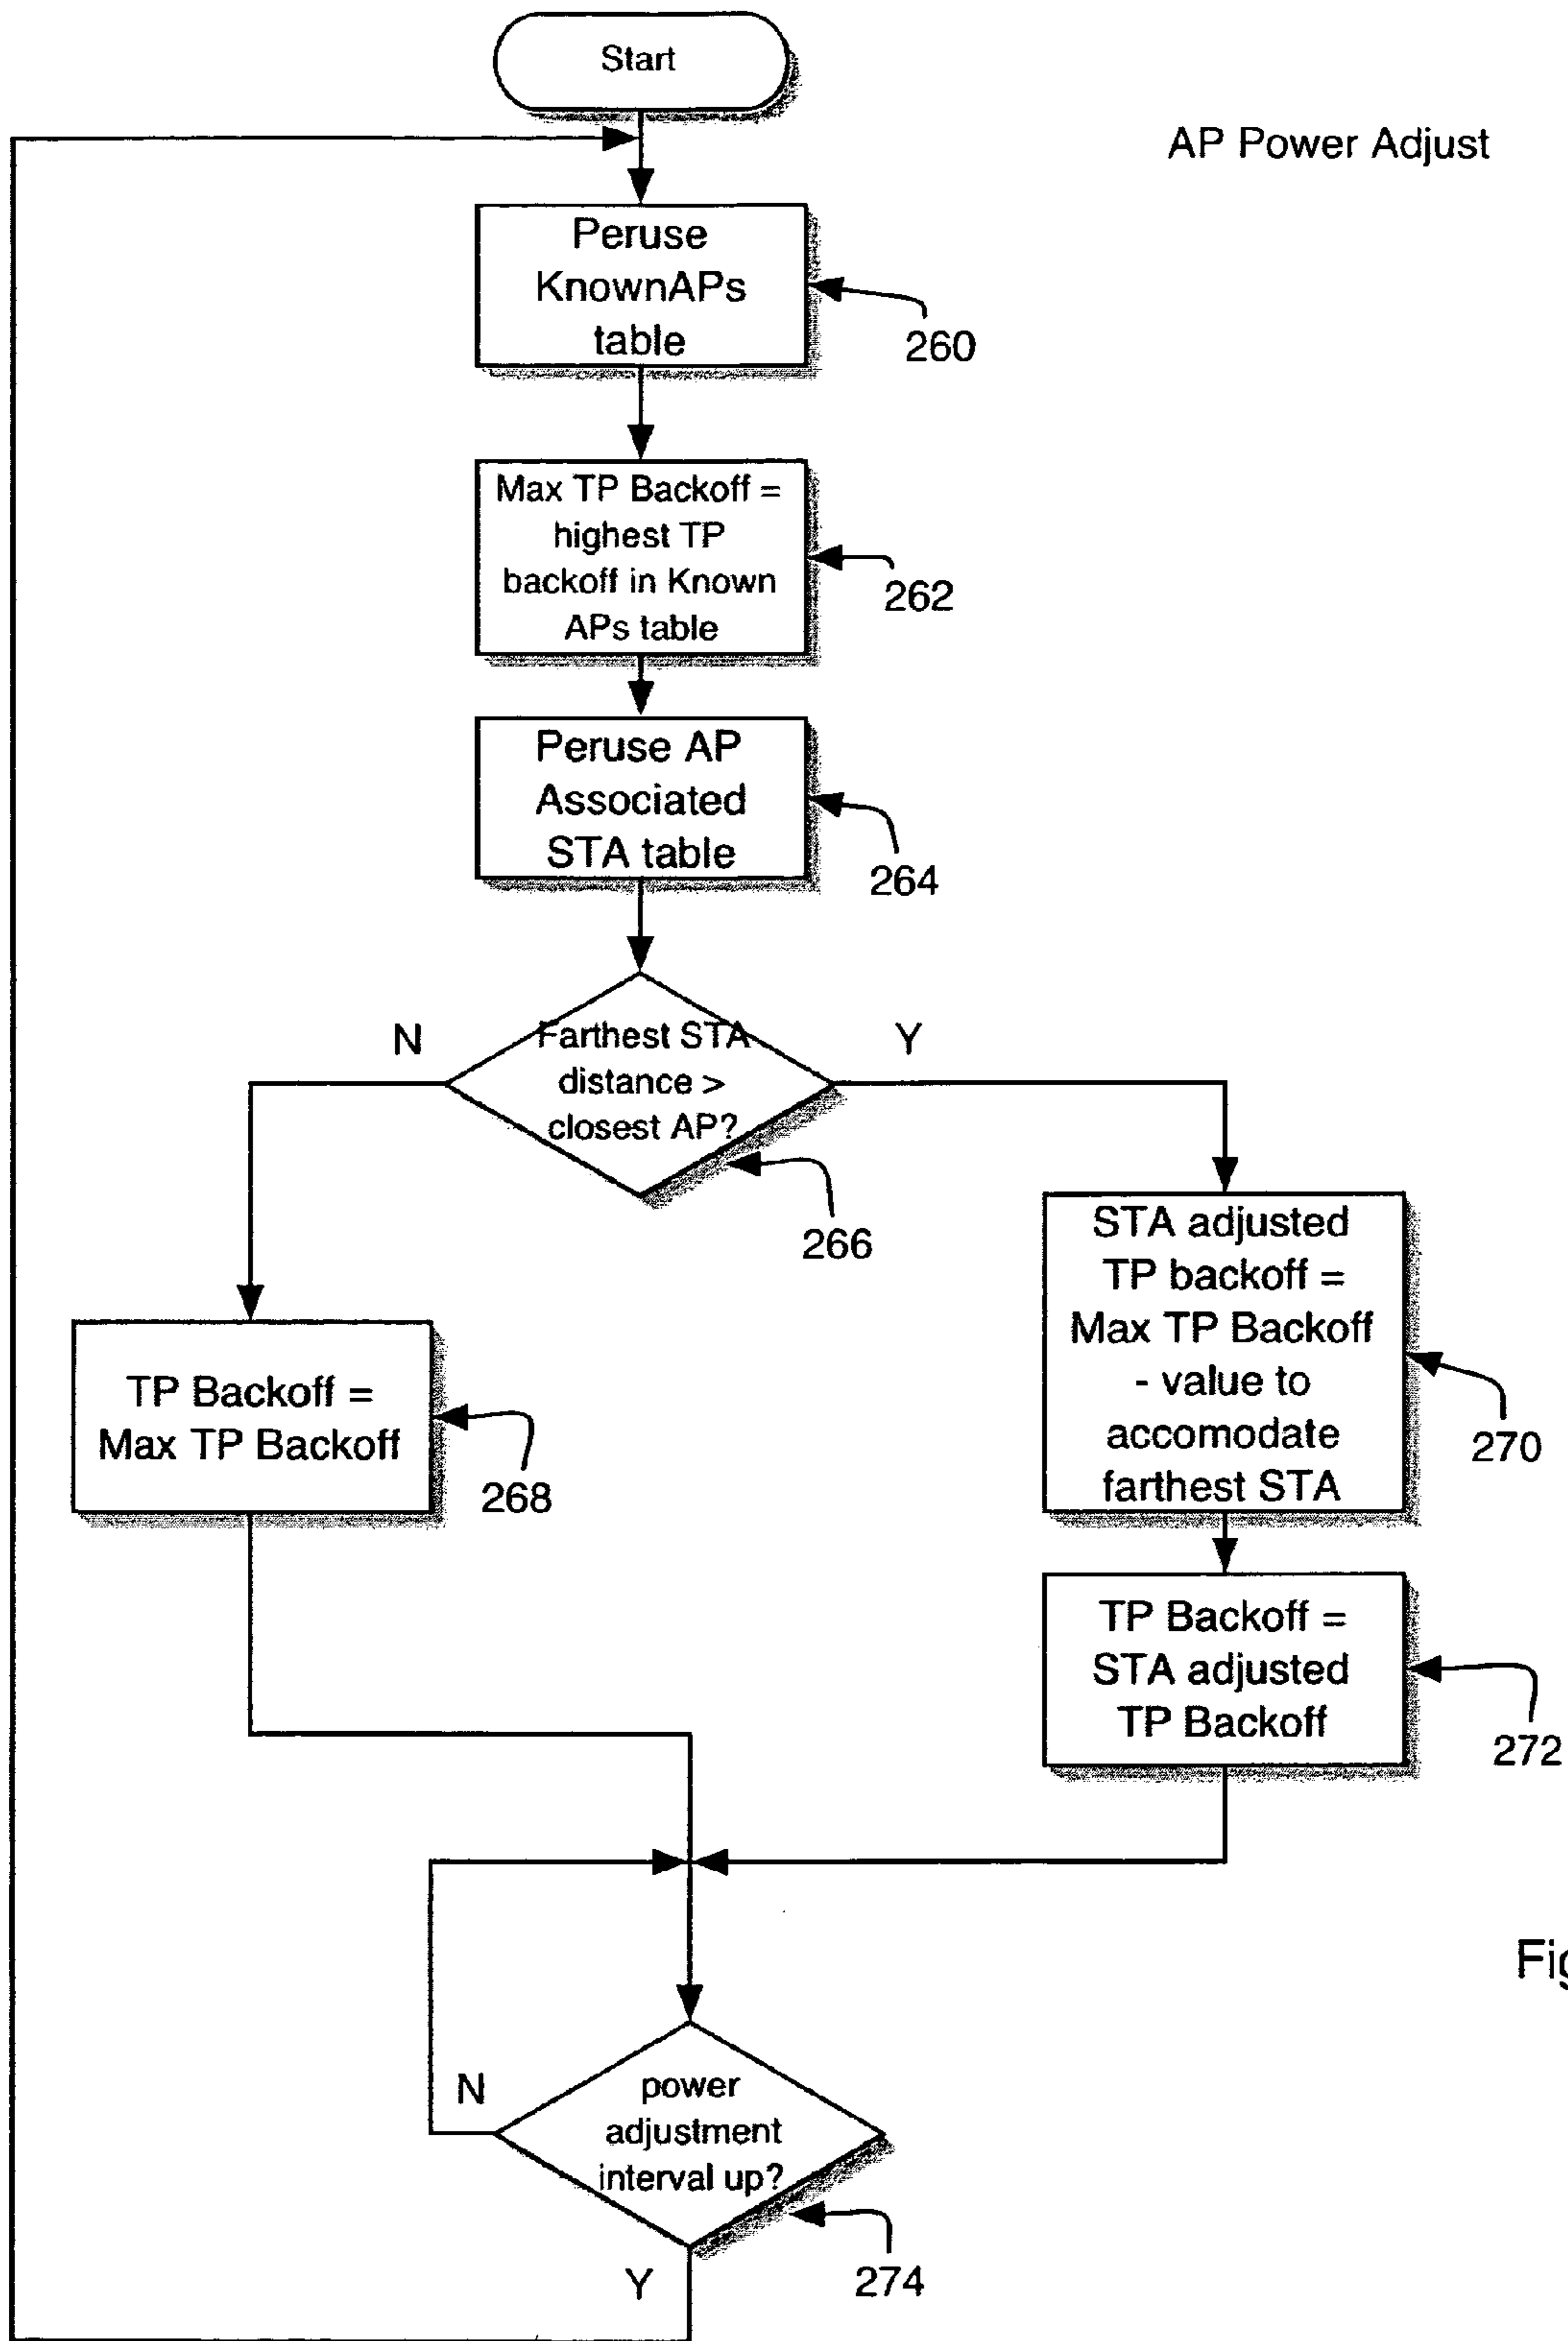 Start
AP Power Adjust
Peruse
KnownAPs
table
260
Max TP Backoff =
highest TP
backoff in Known
APs table
262
Peruse AP
Associated
STA table
264
N
Farthest STA
distance >
closest AP?
Y
266
STA adjusted
TP backoff =
Max TP Backoff
- value to
accomodate
farthest STA
270
TP Backoff =
Max TP Backoff
268
TP Backoff =
STA adjusted
TP Backoff
272
N
power
adjustment
interval up?
Y
274